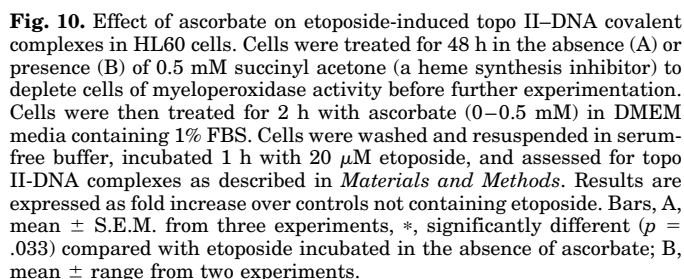 Fig. 10. Effect of ascorbate on etoposide-induced topo II–DNA covalent
complexes in HL60 cells. Cells were treated for 48 h in the absence (A) or
presence (B) of 0.5 mM succinyl acetone (a heme synthesis inhibitor) to
deplete cells of myeloperoxidase activity before further experimentation.
Cells were then treated for 2 h with ascorbate (0–0.5 mM) in DMEM
media containing 1% FBS. Cells were washed and resuspended in serum-
free buffer, incubated 1 h with 20 μM etoposide, and assessed for topo
II-DNA complexes as described in Materials and Methods. Results are
expressed as fold increase over controls not containing etoposide. Bars, A,
mean ± S.E.M. from three experiments, *, significantly different (p =
.033) compared with etoposide incubated in the absence of ascorbate; B,
mean ± range from two experiments.